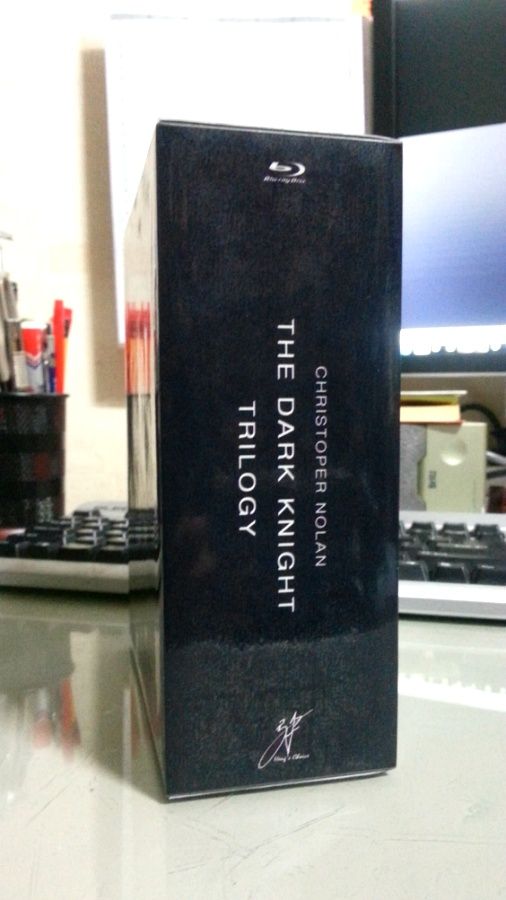 Blu-ray Disc
CHRISTOPER NOLAN
THE DARK KNIGHT
TRILOGY